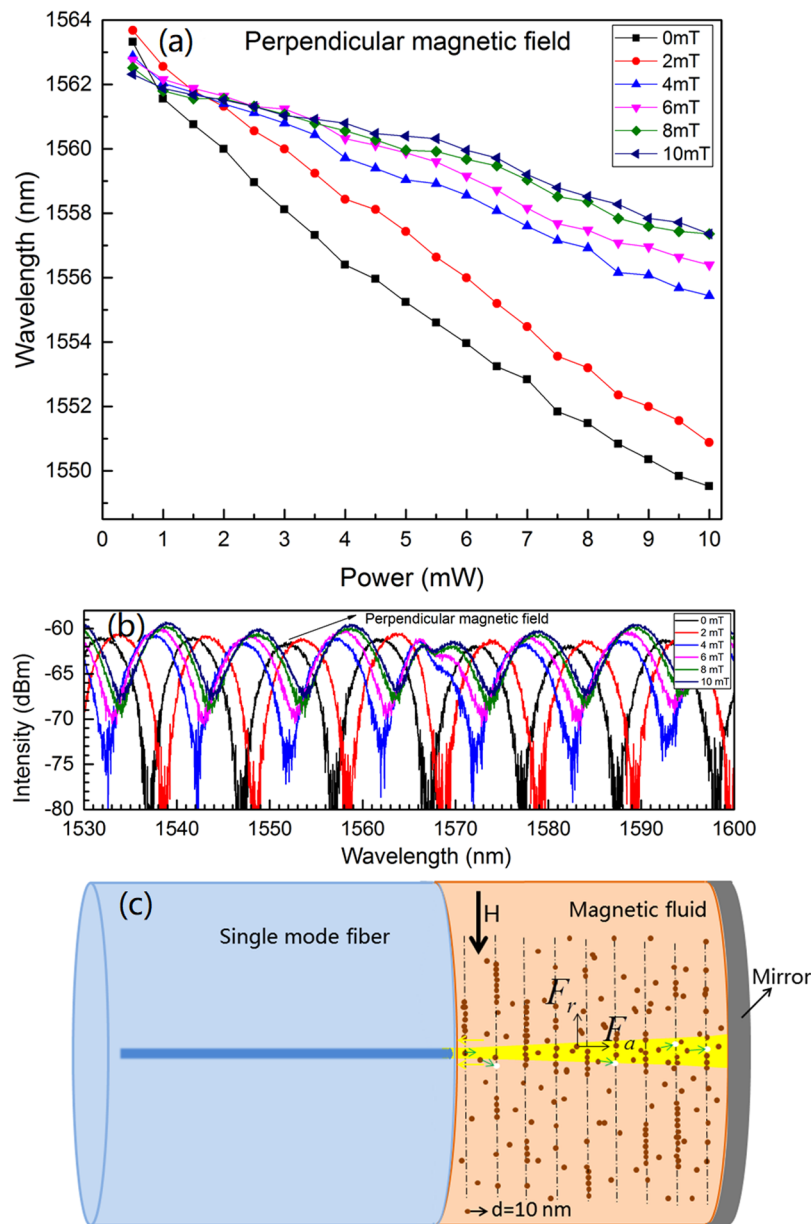 (a)
Perpendicular magnetic field
0mT
2mT
4mT
6mT
8mT
10mT
Wavelength (nm)
1564
1562
1560
1558
1556
1554
1552
1550
0 1 2 3 4 5 6 7 8 9 10
Power (mW)
(b)
Perpendicular magnetic field
0 mT
2 mT
4 mT
6 mT
8 mT
10 mT
Intensity (dBm)
-60
-65
-70
-75
-80
1530 1540 1550 1560 1570 1580 1590 1600
Wavelength (nm)
(c)
Single mode fiber
H
Magnetic fluid
Mirror
Fr
Fa
d=10 nm